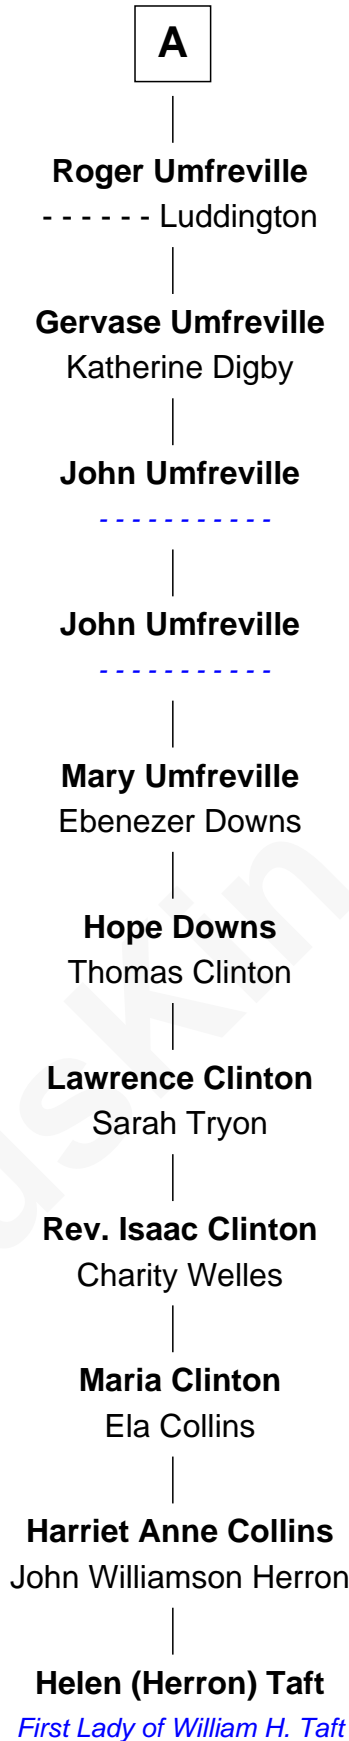 A
Roger Umfreville
- - - - - - Luddington
Gervase Umfreville
Katherine Digby
John Umfreville
- - - - - - - - - - -
John Umfreville
- - - - - - - - - - -
Mary Umfreville
Ebenezer Downs
Hope Downs
Thomas Clinton
Lawrence Clinton
Sarah Tryon
Rev. Isaac Clinton
Charity Welles
Maria Clinton
Ela Collins
Harriet Anne Collins
John Williamson Herron
Helen (Herron) Taft
First Lady of William H. Taft